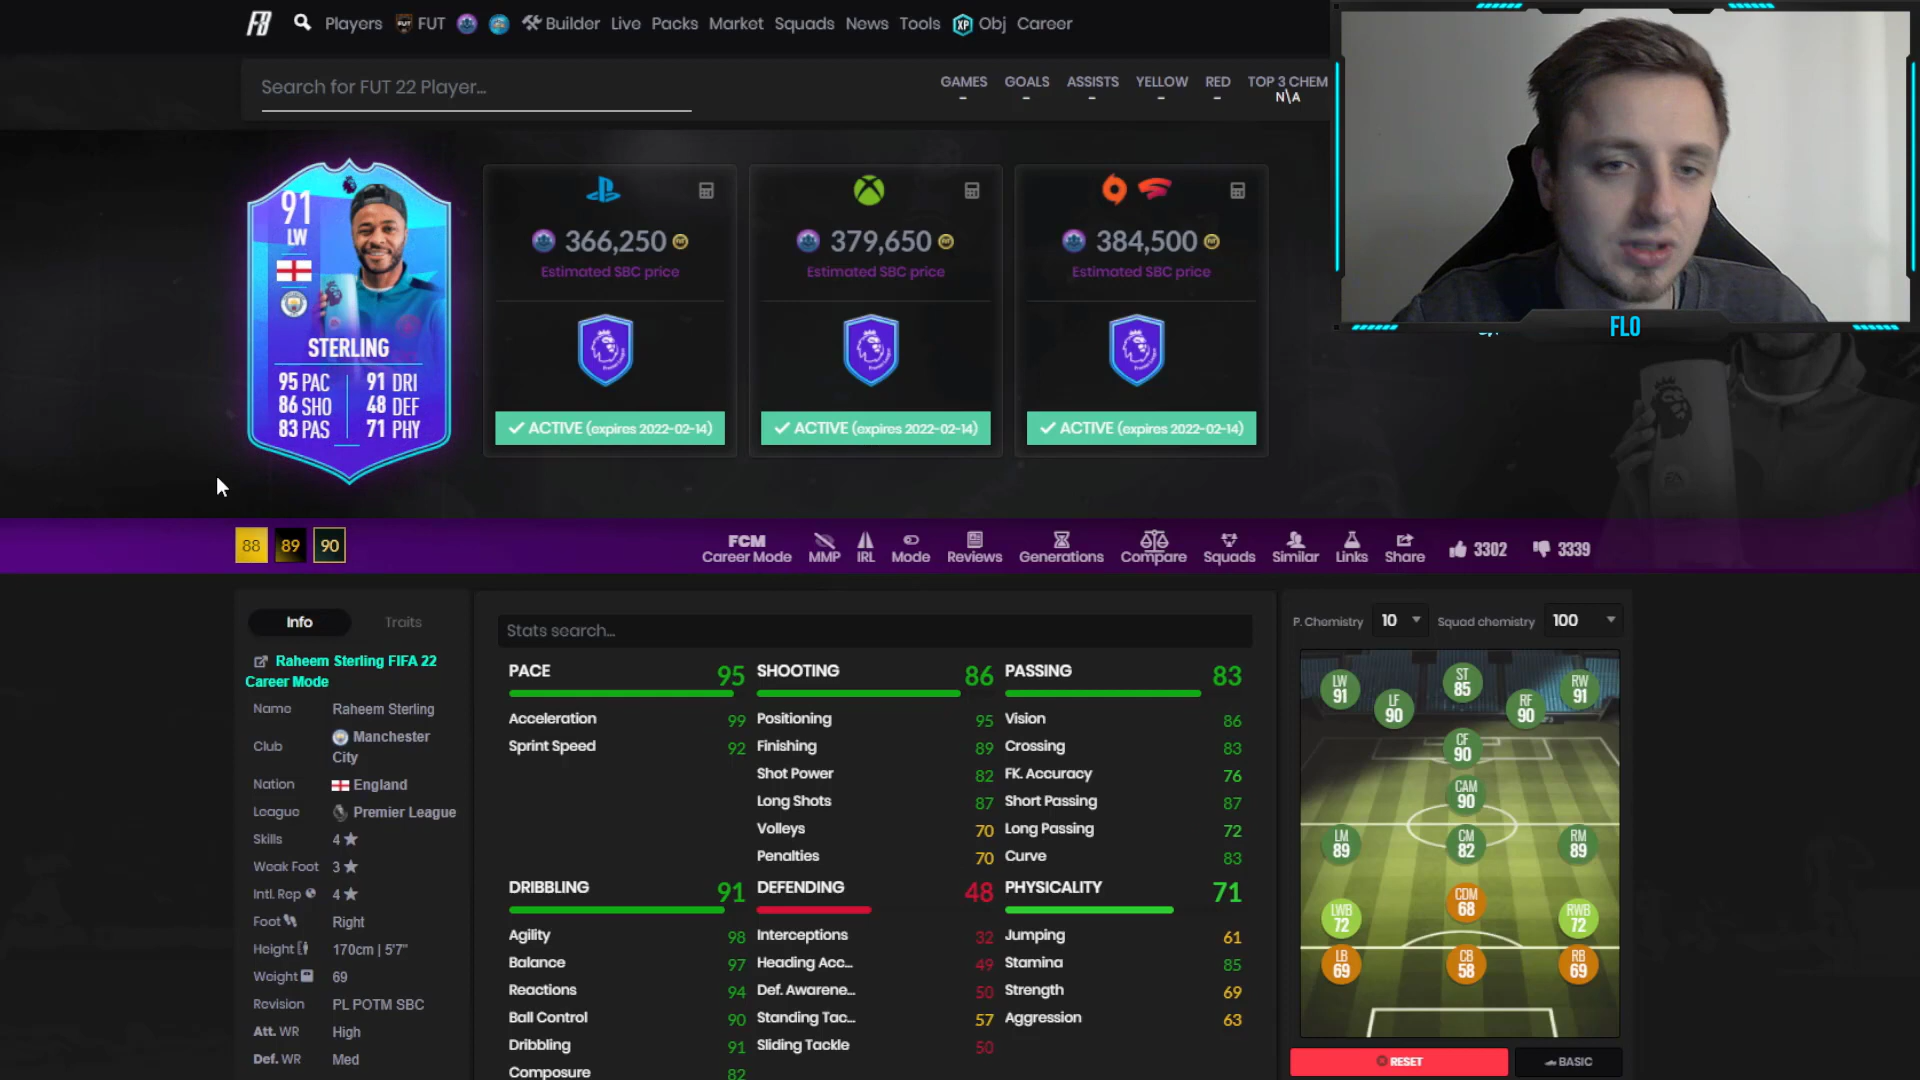 FB Players FUT Builder Live Packs Market Squads News Tools XP Obj Career
Search for FUT 22 Player...
GAMES GOALS ASSISTS YELLOW RED TOP 3 CHEM
- - - - - N\A
91
LW
STERLING
95 PAC 91 DRI
86 SHO 48 DEF
83 PAS 71 PHY
366,250
Estimated SBC price
ACTIVE (expires 2022-02-14)
379,650
Estimated SBC price
ACTIVE (expires 2022-02-14)
384,500
Estimated SBC price
ACTIVE (expires 2022-02-14)
FLO
88 89 90
FCM
Career Mode MMP IRL Mode Reviews Generations Compare Squads Similar Links Share 3302 3339
Info Traits
Raheem Sterling FIFA 22
Career Mode
Name Raheem Sterling
Club Manchester
City
Nation England
League Premier League
Skills 4
Weak Foot 3
Intl. Rep 4
Foot Right
Height 170cm | 5'7"
Weight 69
Revision PL POTM SBC
Att. WR High
Def. WR Med
Stats search...
PACE 95
Acceleration 99
Sprint Speed 92
SHOOTING 86
Positioning 95
Finishing 89
Shot Power 82
Long Shots 87
Volleys 70
Penalties 70
PASSING 83
Vision 86
Crossing 83
FK. Accuracy 76
Short Passing 87
Long Passing 72
Curve 83
DRIBBLING 91
Agility 98
Balance 97
Reactions 94
Ball Control 90
Dribbling 91
Composure 82
DEFENDING 48
Interceptions 32
Heading Acc... 49
Def. Awarene... 50
Standing Tac... 57
Sliding Tackle 50
PHYSICALITY 71
Jumping 61
Stamina 85
Strength 69
Aggression 63
P. Chemistry 10 Squad chemistry 100
LW
91
LF
90
ST
85
RF
90
RW
91
CF
90
CAM
90
LM
89
CM
82
RM
89
CDM
68
LWB
72
RWB
72
LB
69
CB
58
RB
69
RESET BASIC